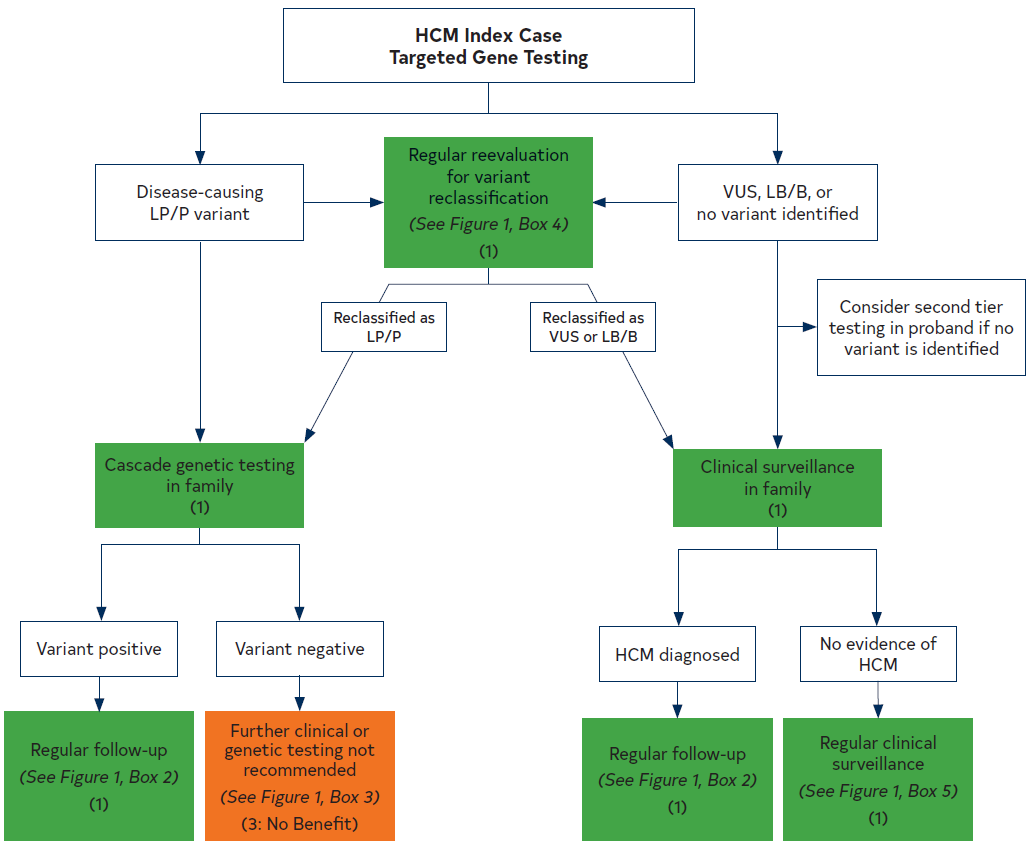 HCM Index Case
Targeted Gene Testing
Regular reevaluation
for variant
reclassification
(See Figure 1, Box 4)
(1)
Disease-causing
LP/P variant
VUS, LB/B, or
no variant identified
Consider second tier
testing in proband if no
variant is identified
Reclassified as
LP/P
Reclassified as
VUS or LB/B
Cascade genetic testing
in family
(1)
Clinical surveillance
in family
(1)
Variant positive
Variant negative
HCM diagnosed
No evidence of
HCM
Regular follow-up
(See Figure 1, Box 2)
(1)
Further clinical or
genetic testing not
recommended
(See Figure 1, Box 3)
(3: No Benefit)
Regular follow-up
(See Figure 1, Box 2)
(1)
Regular clinical
surveillance
(See Figure 1, Box 5)
(1)